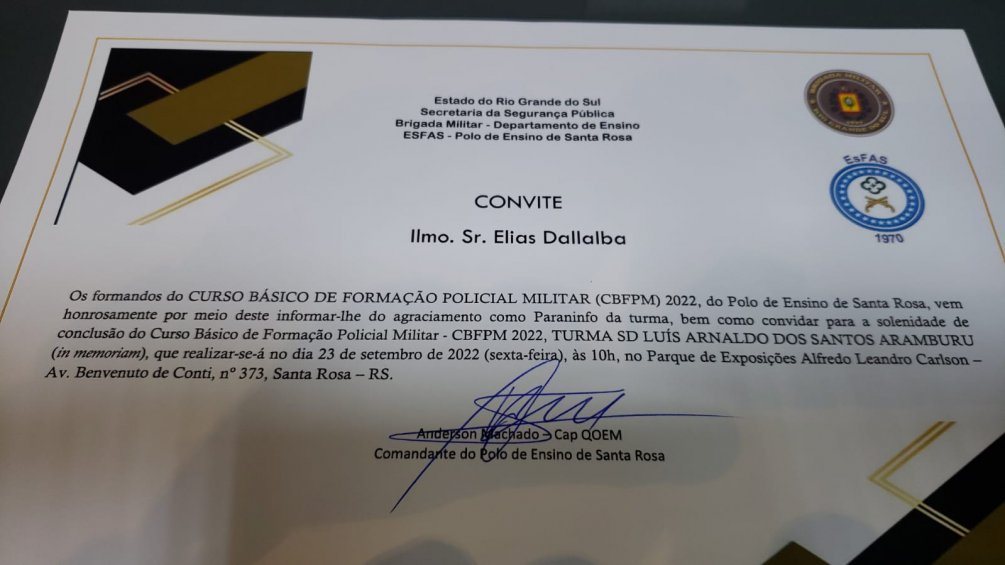 Estado do Rio Grande do Sul
Secretaria da Segurança Pública
Brigada Militar - Departamento de Ensino
ESFAS - Polo de Ensino de Santa Rosa
BRIGADA MILITAR
EsFAS
1970
CONVITE
Ilmo. Sr. Elias Dallalba
Os formandos do CURSO BÁSICO DE FORMAÇÃO POLICIAL MILITAR (CBFPM) 2022, do Polo de Ensino de Santa Rosa, vem
honrosamente por meio deste informar-lhe do agraciamento como Paraninfo da turma, bem como convidar para a solenidade de
conclusão do Curso Básico de Formação Policial Militar - CBFPM 2022, TURMA SD LUÍS ARNALDO DOS SANTOS ARAMBURU
(in memoriam), que realizar-se-á no dia 23 de setembro de 2022 (sexta-feira), às 10h, no Parque de Exposições Alfredo Leandro Carlson –
Av. Benvenuto de Conti, nº 373, Santa Rosa – RS.
Anderson Machado – Cap QOEM
Comandante do Polo de Ensino de Santa Rosa